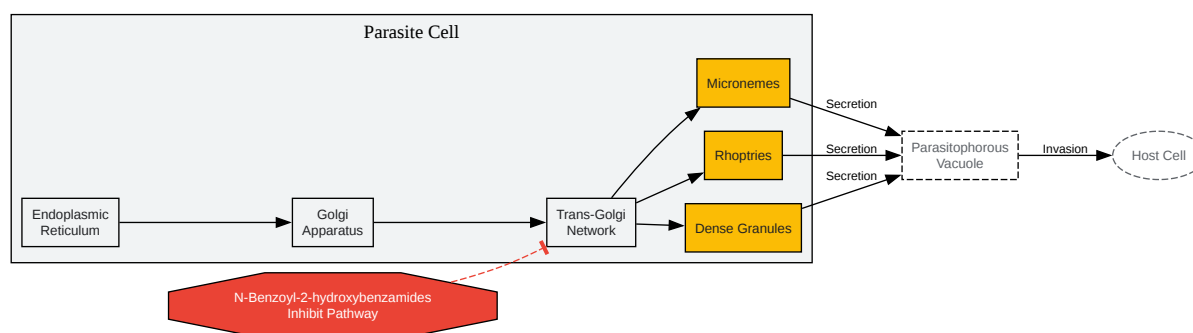 Parasite Cell
Micronemes
Secretion
Rhoptries
Secretion
Parasitophorous
Vacuole
Invasion
Host Cell
Secretion
Endoplasmic
Reticulum
Golgi
Apparatus
Trans-Golgi
Network
Dense Granules
N-Benzoyl-2-hydroxybenzamides
Inhibit Pathway